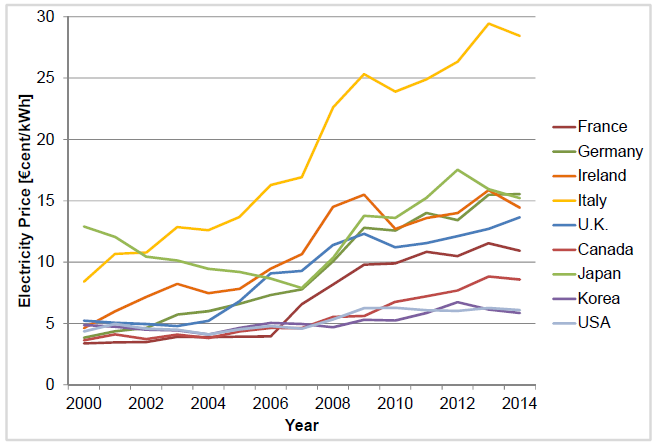 Electricity Price [€cent/kWh]
30
25
20
15
10
5
0
2000 2002 2004 2006 2008 2010 2012 2014
Year
France
Germany
Ireland
Italy
U.K.
Canada
Japan
Korea
USA